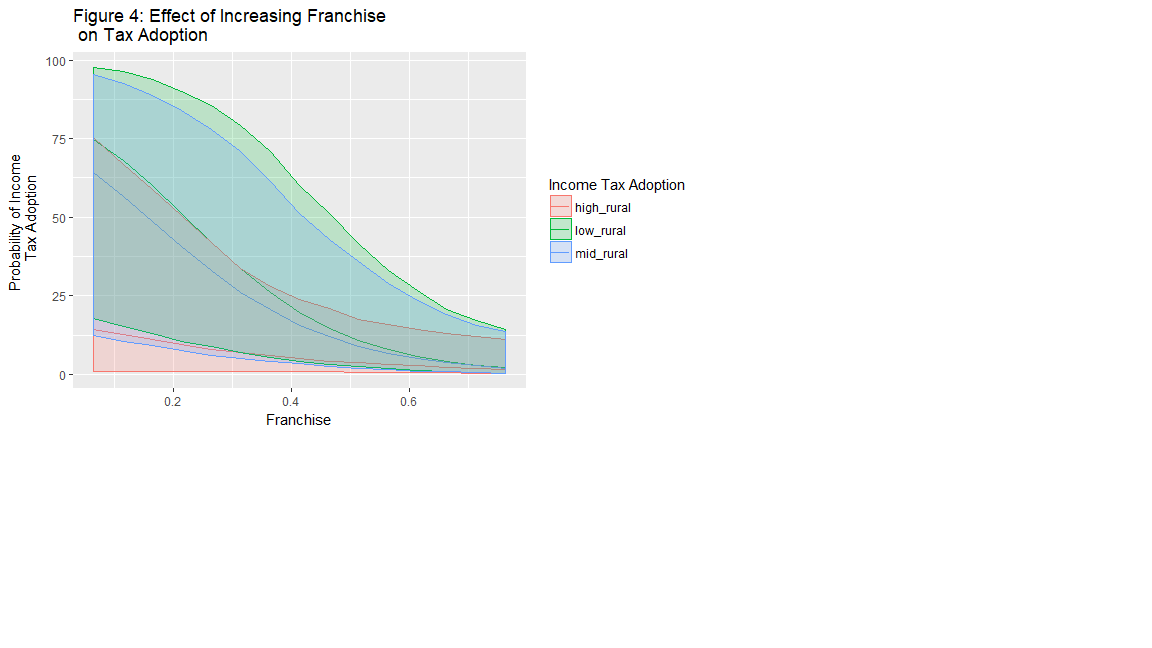 Figure 4: Effect of Increasing Franchise
on Tax Adoption
Probability of Income
Tax Adoption
100
75
50
25
0
0.2
0.4
0.6
Franchise
Income Tax Adoption
high_rural
low_rural
mid_rural